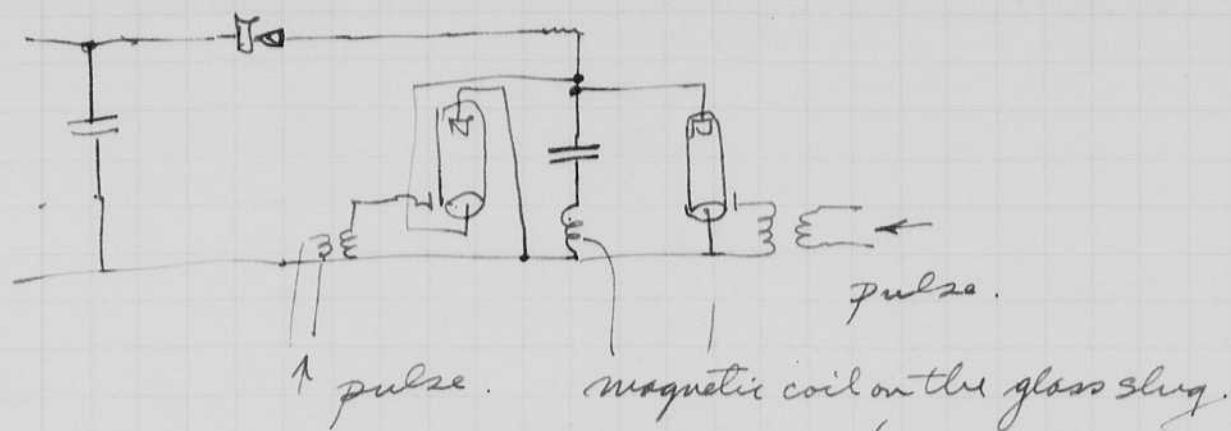 pulse.
pulse. magnetic coil on the glass slug.